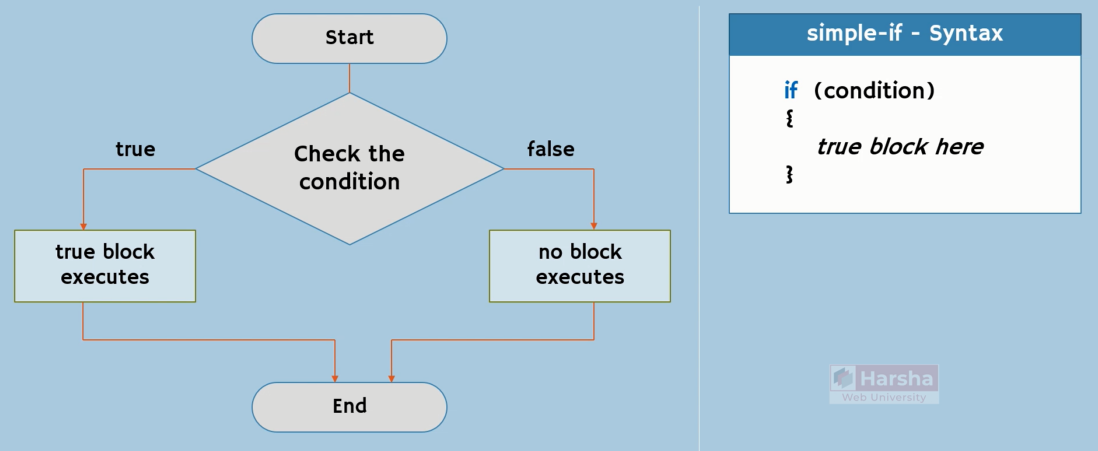 Start
Check the
condition
true
false
true block
executes
no block
executes
End
simple-if - Syntax
if (condition)
{
true block here
}
Harsha
Web University